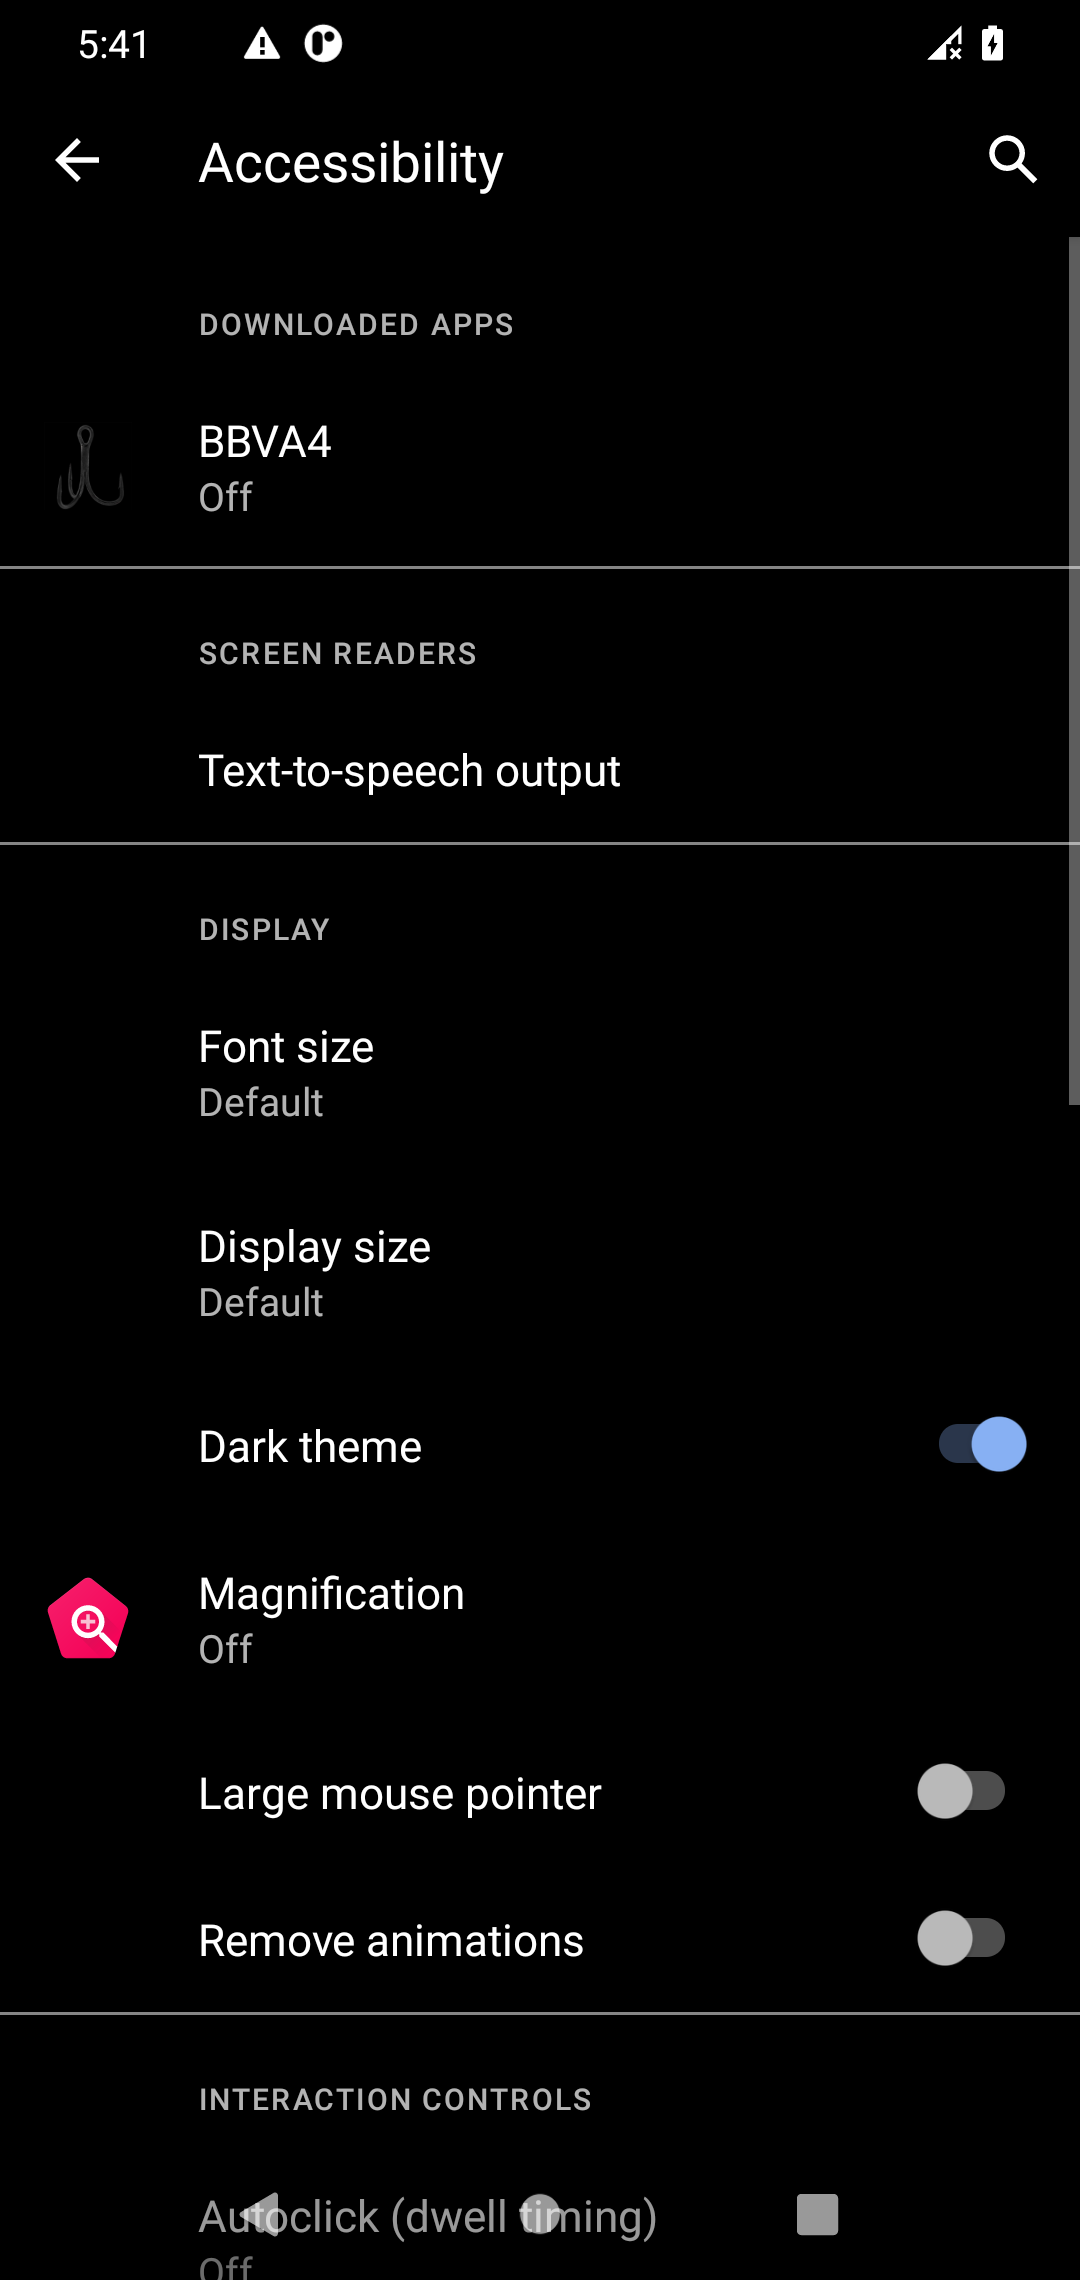 5:41
Accessibility
DOWNLOADED APPS
BBVA4
Off
SCREEN READERS
Text-to-speech output
DISPLAY
Font size
Default
Display size
Default
Dark theme
Magnification
Off
Large mouse pointer
Remove animations
INTERACTION CONTROLS
Autoclick (dwell timing)
Off